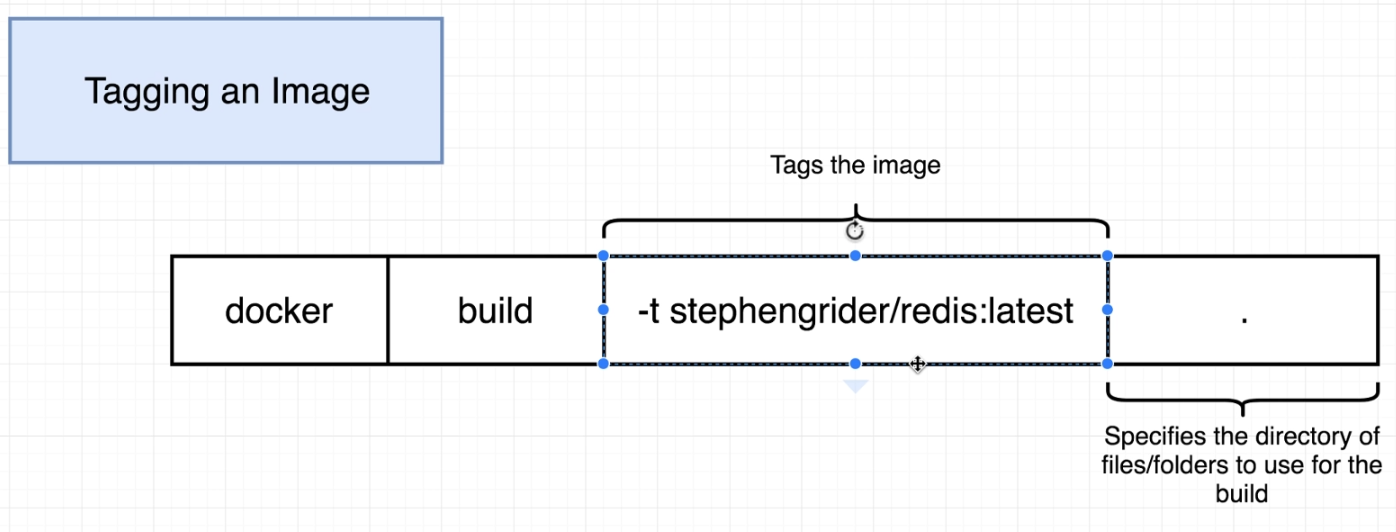 Tagging an Image
Tags the image
docker build -t stephengrider/redis:latest .
Specifies the directory of
files/folders to use for the
build